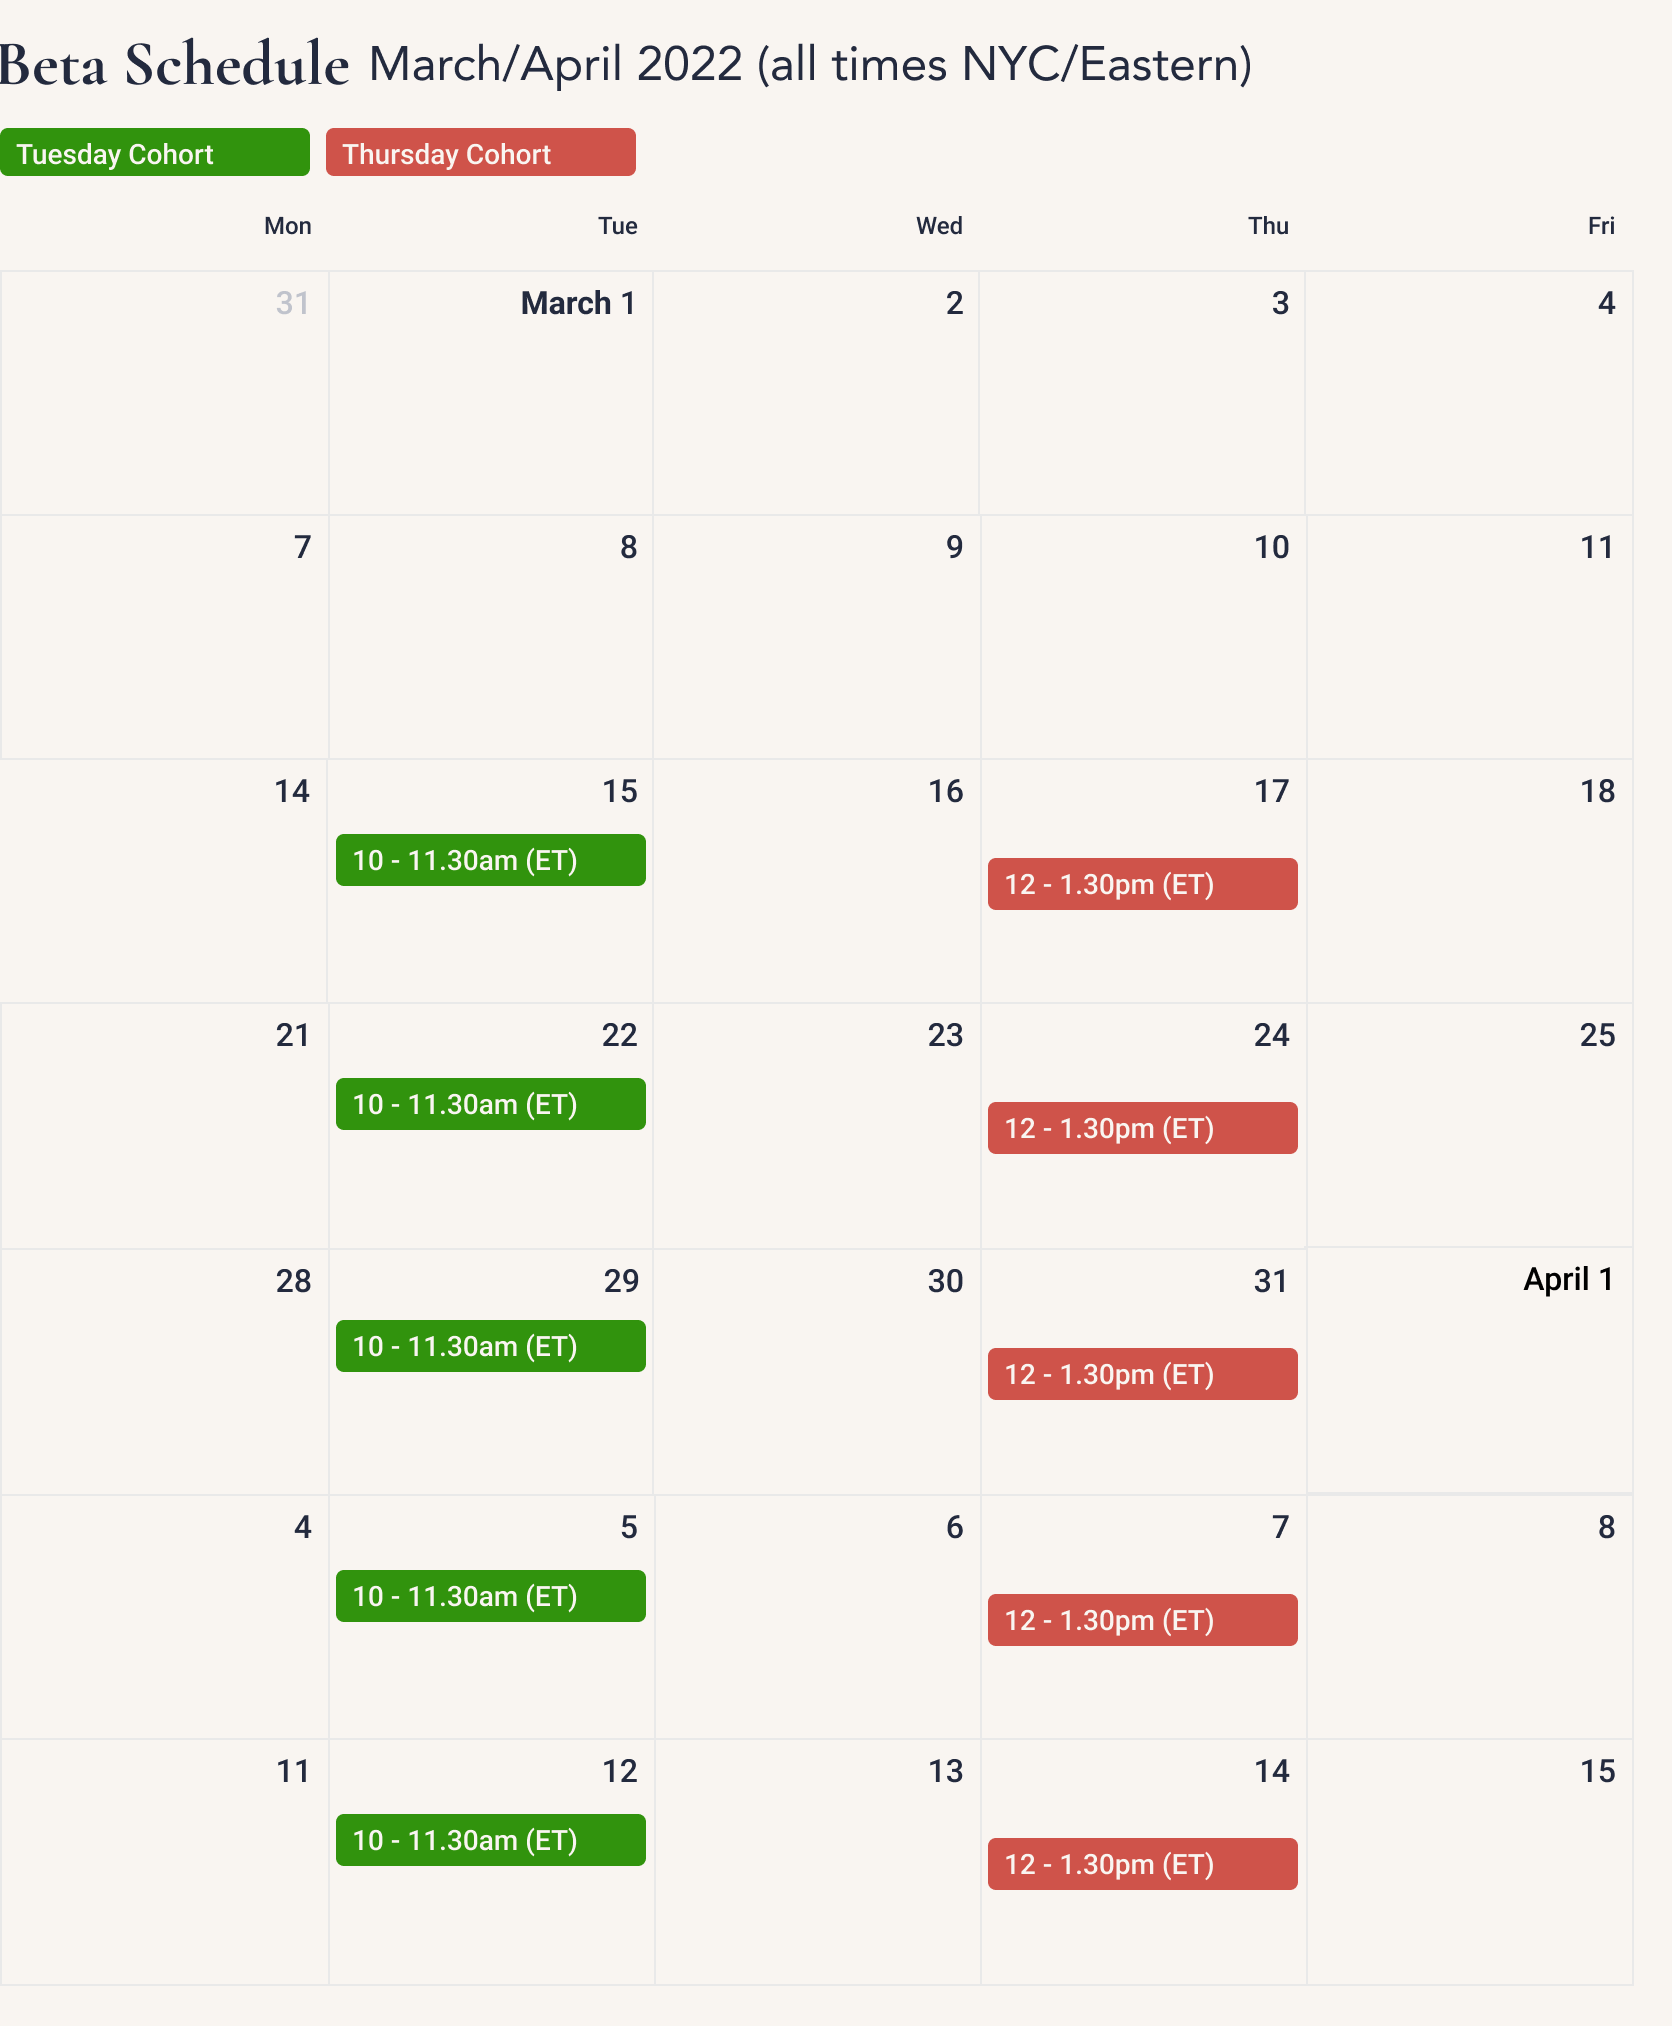 Beta Schedule March/April 2022 (all times NYC/Eastern)
Tuesday Cohort Thursday Cohort
Mon Tue Wed Thu Fri
31 March 1 2 3 4
7 8 9 10 11
14 15 16 17 18
10 - 11.30am (ET)
12 - 1.30pm (ET)
21 22 23 24 25
10 - 11.30am (ET)
12 - 1.30pm (ET)
28 29 30 31 April 1
10 - 11.30am (ET)
12 - 1.30pm (ET)
4 5 6 7 8
10 - 11.30am (ET)
12 - 1.30pm (ET)
11 12 13 14 15
10 - 11.30am (ET)
12 - 1.30pm (ET)